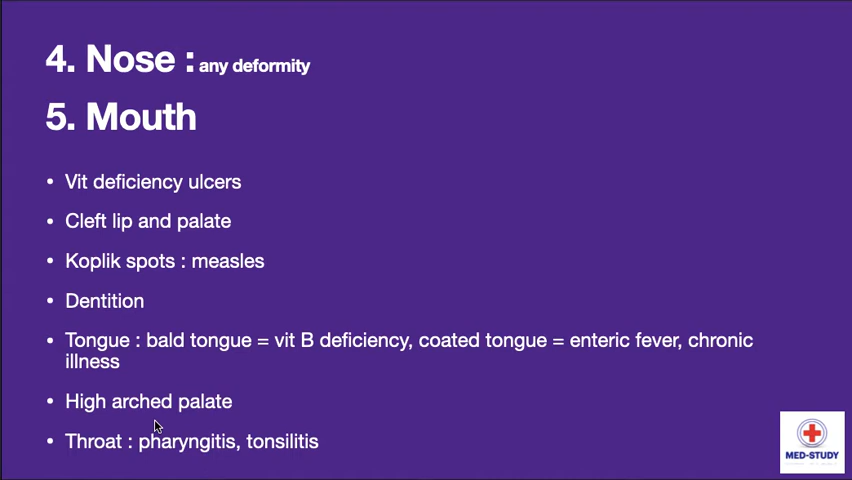 4. Nose : any deformity
5. Mouth
• Vit deficiency ulcers
• Cleft lip and palate
• Koplik spots : measles
• Dentition
• Tongue : bald tongue = vit B deficiency, coated tongue = enteric fever, chronic
illness
• High arched palate
• Throat : pharyngitis, tonsilitis
MED-STUDY